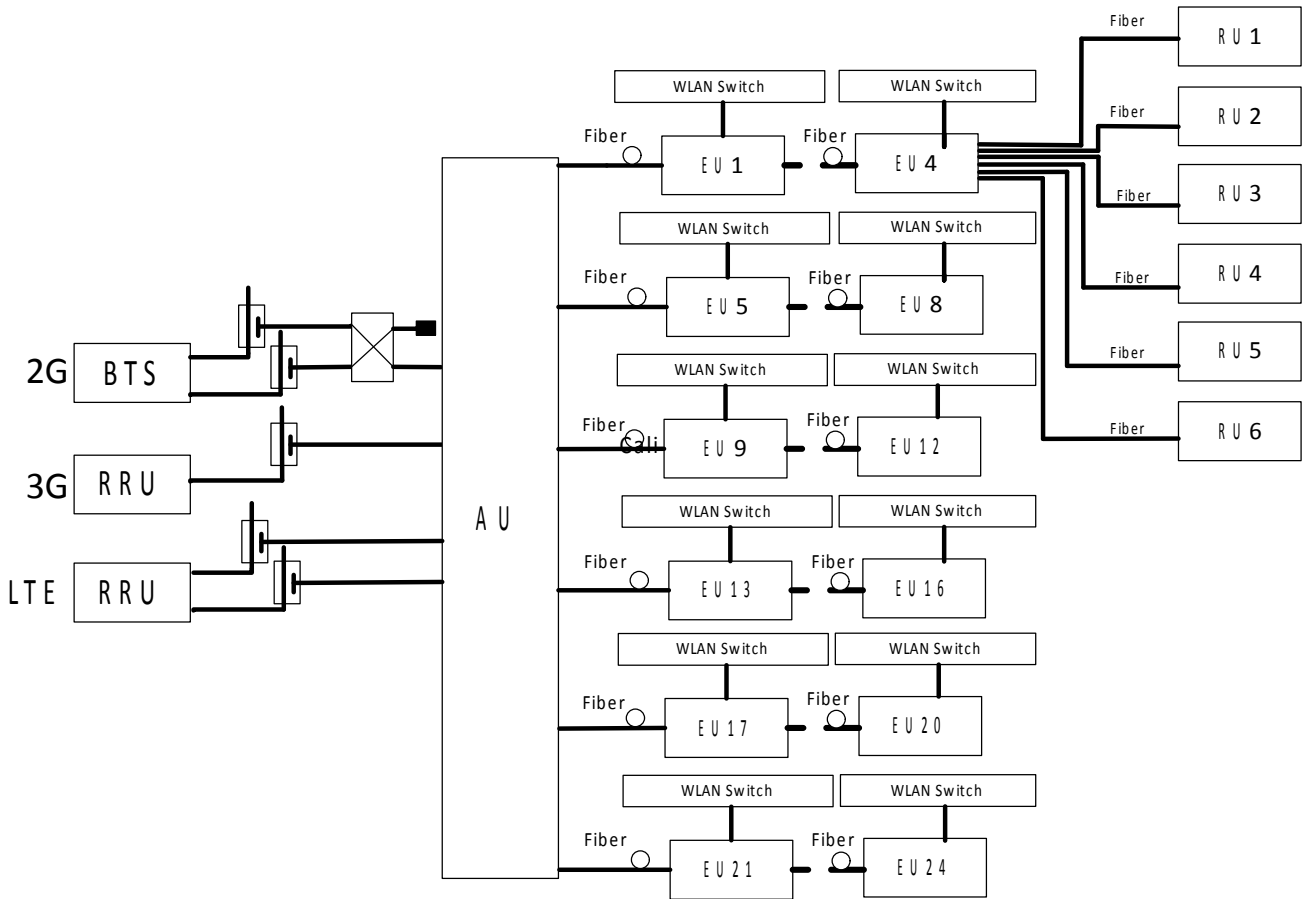 Fiber
RU1
WLAN Switch
WLAN Switch
Fiber
RU2
Fiber
Fiber
EU1
EU4
Fiber
RU3
WLAN Switch
WLAN Switch
Fiber
RU4
Fiber
Fiber
EU5
EU8
Fiber
RU5
2G
BTS
WLAN Switch
WLAN Switch
Fiber
RU6
Fiber
Cali
Fiber
EU9
EU12
3G
RRU
AU
WLAN Switch
WLAN Switch
Fiber
Fiber
EU13
EU16
LTE
RRU
WLAN Switch
WLAN Switch
Fiber
Fiber
EU17
EU20
WLAN Switch
WLAN Switch
Fiber
Fiber
EU21
EU24